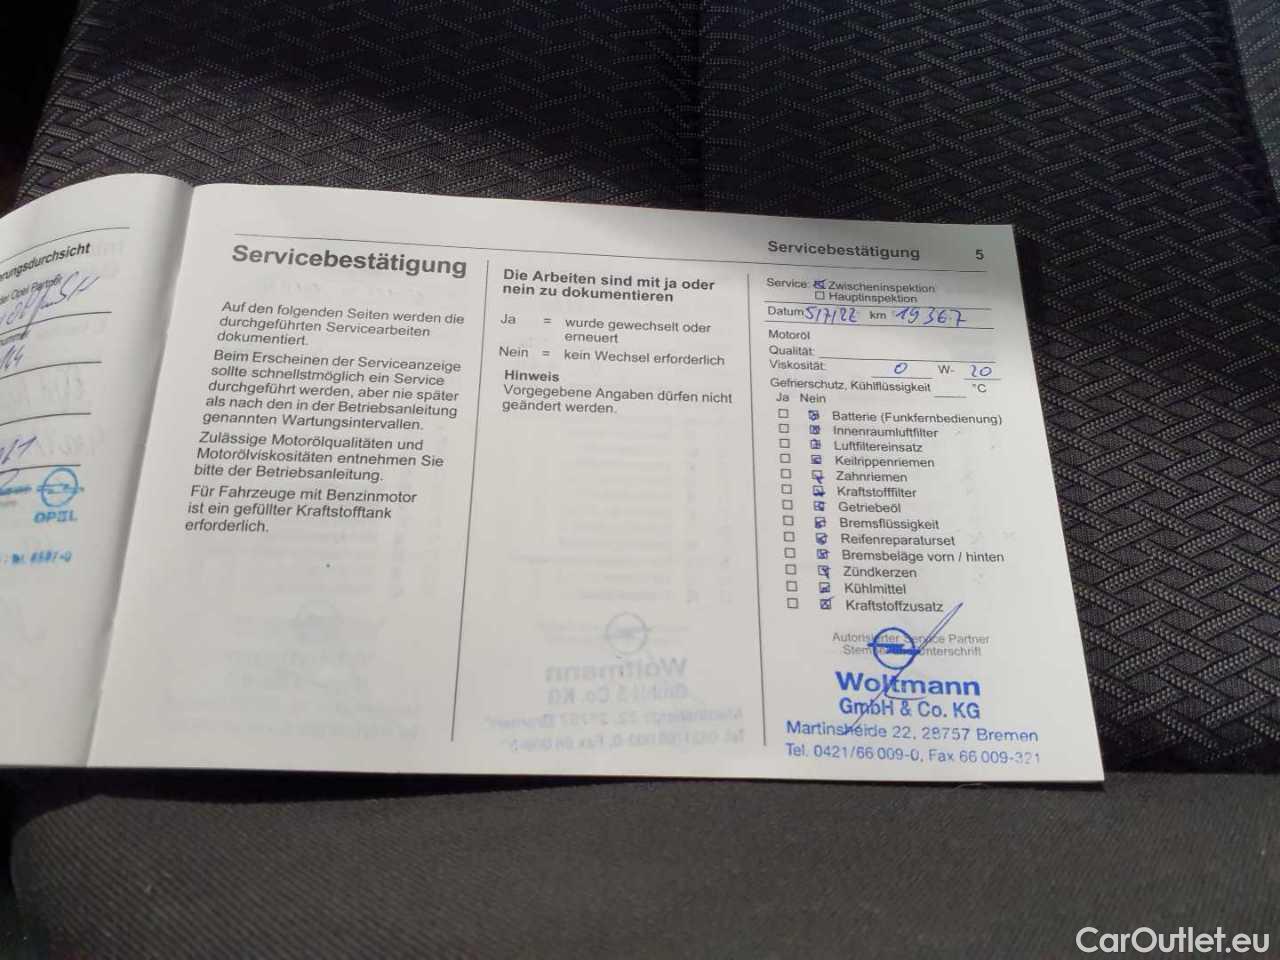 OPEL
Servicebestätigung
Auf den folgenden Seiten werden die
durchgeführten Servicearbeiten
dokumentiert.
Beim Erscheinen der Serviceanzeige
sollte schnellstmöglich ein Service
durchgeführt werden, aber nie später
als nach den in der Betriebsanleitung
genannten Wartungsintervallen.
Zulässige Motorölqualitäten und
Motorölviskositäten entnehmen Sie
bitte der Betriebsanleitung.
Für Fahrzeuge mit Benzinmotor
ist ein gefüllter Kraftstofftank
erforderlich.
Die Arbeiten sind mit ja oder
nein zu dokumentieren
Ja = wurde gewechselt oder
erneuert
Nein = kein Wechsel erforderlich
Hinweis
Vorgegebene Angaben dürfen nicht
geändert werden.
Servicebestätigung 5
Service: Zwischeninspektion
Hauptinspektion
Datum 5/7/22 km 19367
Motoröl
Qualität:
Viskosität: 0 W- 20
Gefrierschutz, Kühlflüssigkeit °C
Ja Nein
Batterie (Funkfernbedienung)
Innenraumluftfilter
Luftfiltereinsatz
Keilrippenriemen
Zahnriemen
Kraftstofffilter
Getriebeöl
Bremsflüssigkeit
Reifenreparaturset
Bremsbeläge vorn / hinten
Zündkerzen
Kühlmittel
Kraftstoffzusatz
Autorisierter Service Partner
Woltmann
GmbH & Co. KG
Martinsheide 22, 28757 Bremen
Tel. 0421/66 009-0, Fax 66 009-321
CarOutlet.eu